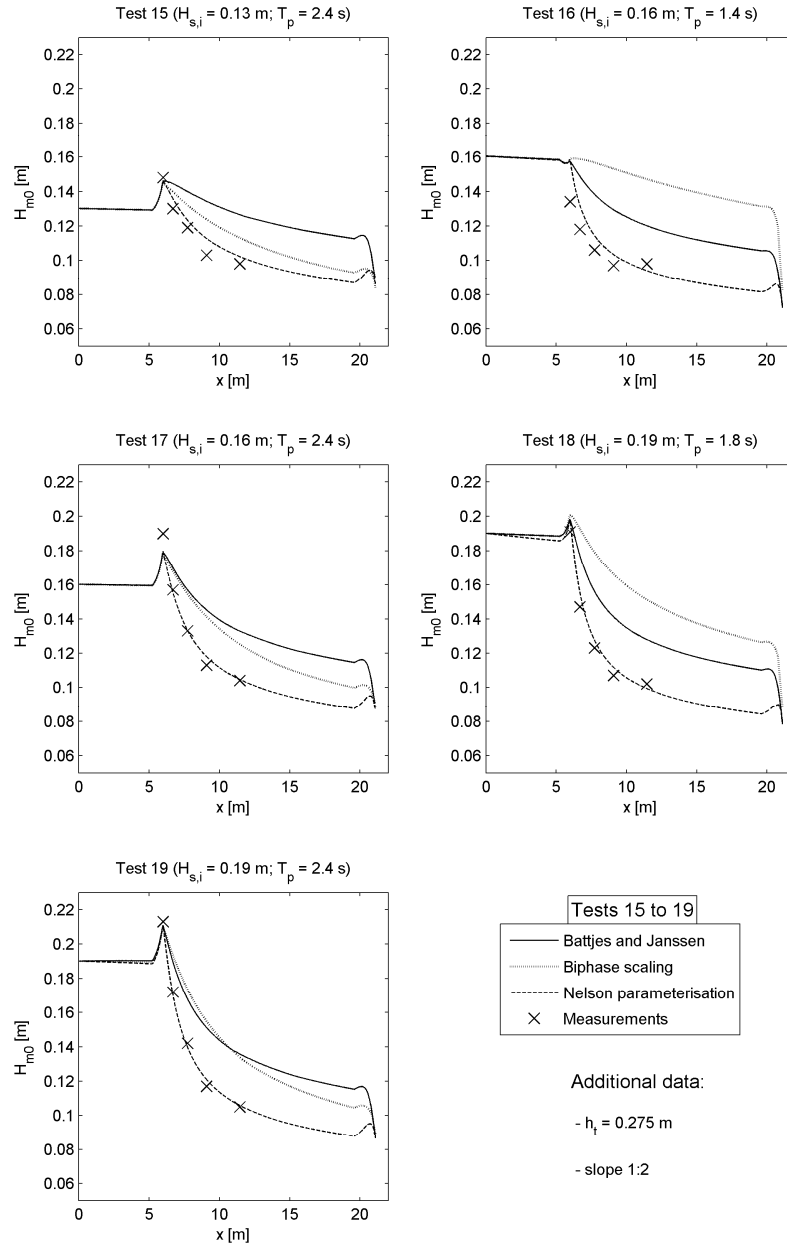 Test 15 (H_s,i = 0.13 m; T_p = 2.4 s)
0.22
0.2
0.18
0.16
0.14
0.12
0.1
0.08
0.06
H_m0 [m]
0 5 10 15 20
x [m]
Test 16 (H_s,i = 0.16 m; T_p = 1.4 s)
0.22
0.2
0.18
0.16
0.14
0.12
0.1
0.08
0.06
H_m0 [m]
0 5 10 15 20
x [m]
Test 17 (H_s,i = 0.16 m; T_p = 2.4 s)
0.22
0.2
0.18
0.16
0.14
0.12
0.1
0.08
0.06
H_m0 [m]
0 5 10 15 20
x [m]
Test 18 (H_s,i = 0.19 m; T_p = 1.8 s)
0.22
0.2
0.18
0.16
0.14
0.12
0.1
0.08
0.06
H_m0 [m]
0 5 10 15 20
x [m]
Test 19 (H_s,i = 0.19 m; T_p = 2.4 s)
0.22
0.2
0.18
0.16
0.14
0.12
0.1
0.08
0.06
H_m0 [m]
0 5 10 15 20
x [m]
Tests 15 to 19
Battjes and Janssen
Biphase scaling
Nelson parameterisation
Measurements
Additional data:
- h_t = 0.275 m
- slope 1:2